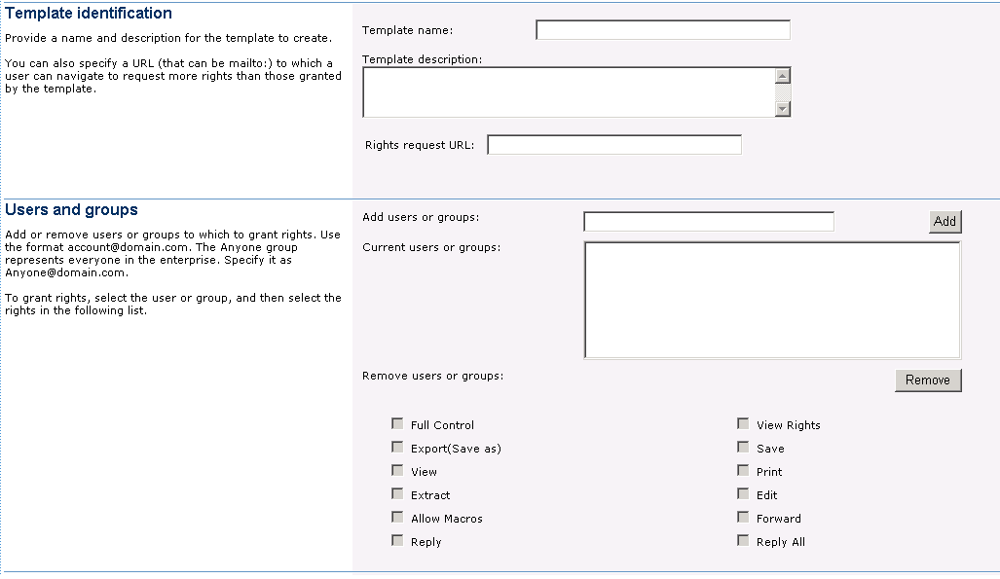 Template identification
Provide a name and description for the template to create.
You can also specify a URL (that can be mailto:) to which a
user can navigate to request more rights than those granted
by the template.
Template name:
Template description:
Rights request URL:
Users and groups
Add or remove users or groups to which to grant rights. Use
the format account@domain.com. The Anyone group
represents everyone in the enterprise. Specify it as
Anyone@domain.com.
To grant rights, select the user or group, and then select the
rights in the following list.
Add users or groups:
Add
Current users or groups:
Remove users or groups:
Remove
Full Control
View Rights
Export(Save as)
Save
View
Print
Extract
Edit
Allow Macros
Forward
Reply
Reply All